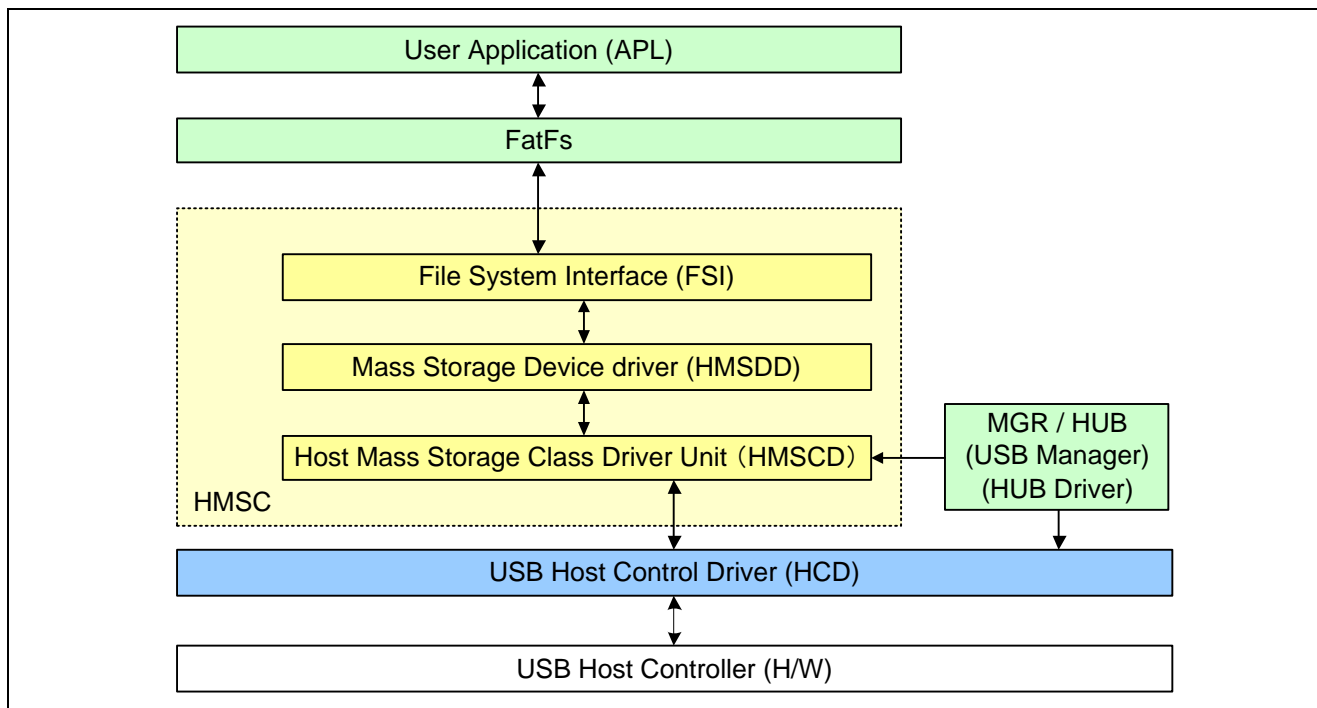 User Application (APL)
FatFs
File System Interface (FSI)
Mass Storage Device driver (HMSDD)
Host Mass Storage Class Driver Unit（HMSCD）
HMSC
MGR / HUB
(USB Manager)
(HUB Driver)
USB Host Control Driver (HCD)
USB Host Controller (H/W)